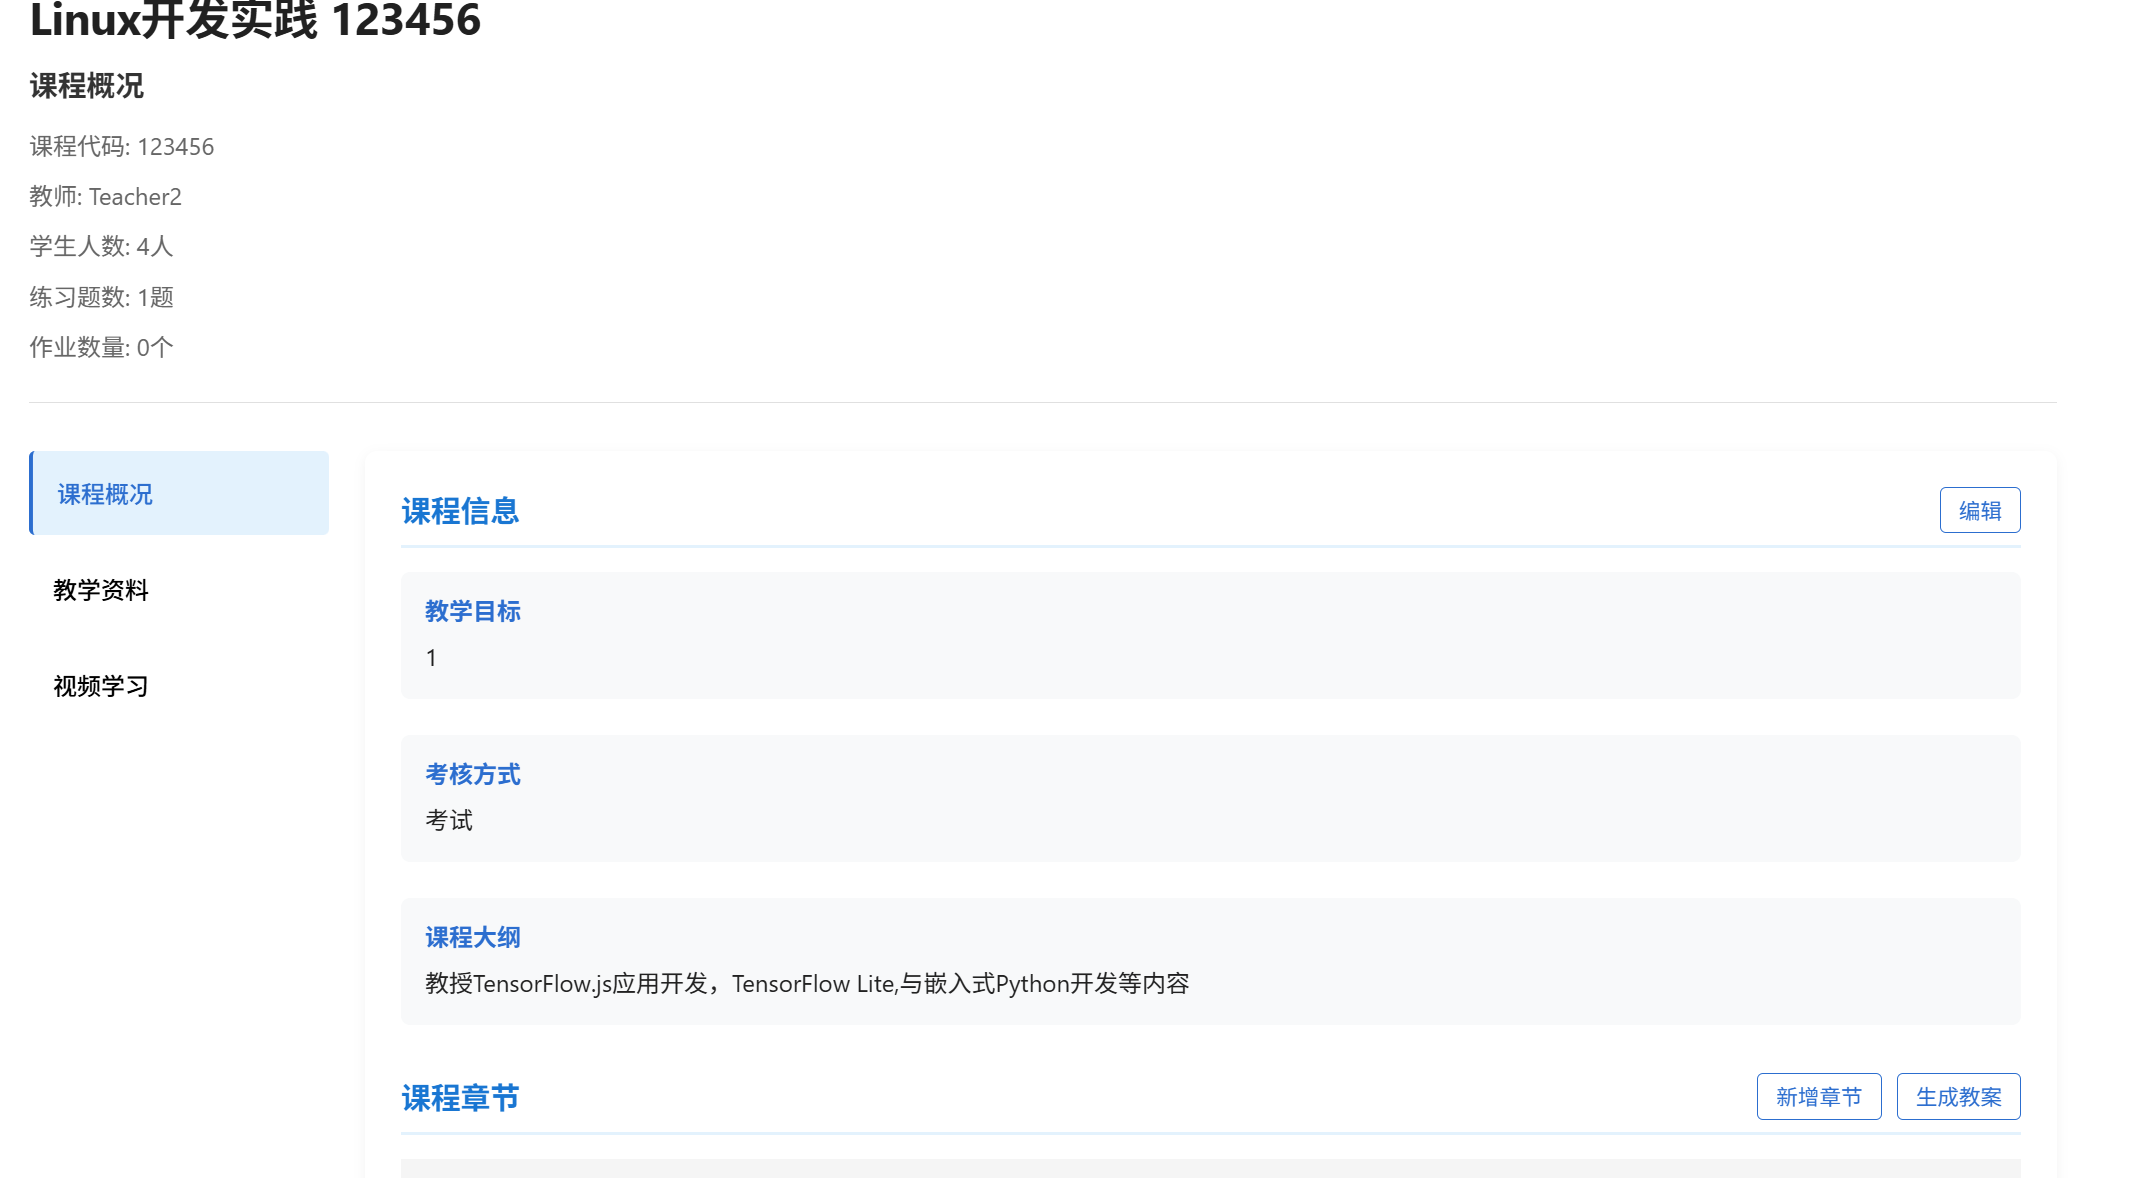 Linux开发实践 123456
课程概况
课程代码: 123456
教师: Teacher2
学生人数: 4人
练习题数: 1题
作业数量: 0个
课程概况
教学资料
视频学习
课程信息
编辑
教学目标
1
考核方式
考试
课程大纲
教授TensorFlow.js应用开发，TensorFlow Lite,与嵌入式Python开发等内容
课程章节
新增章节
生成教案